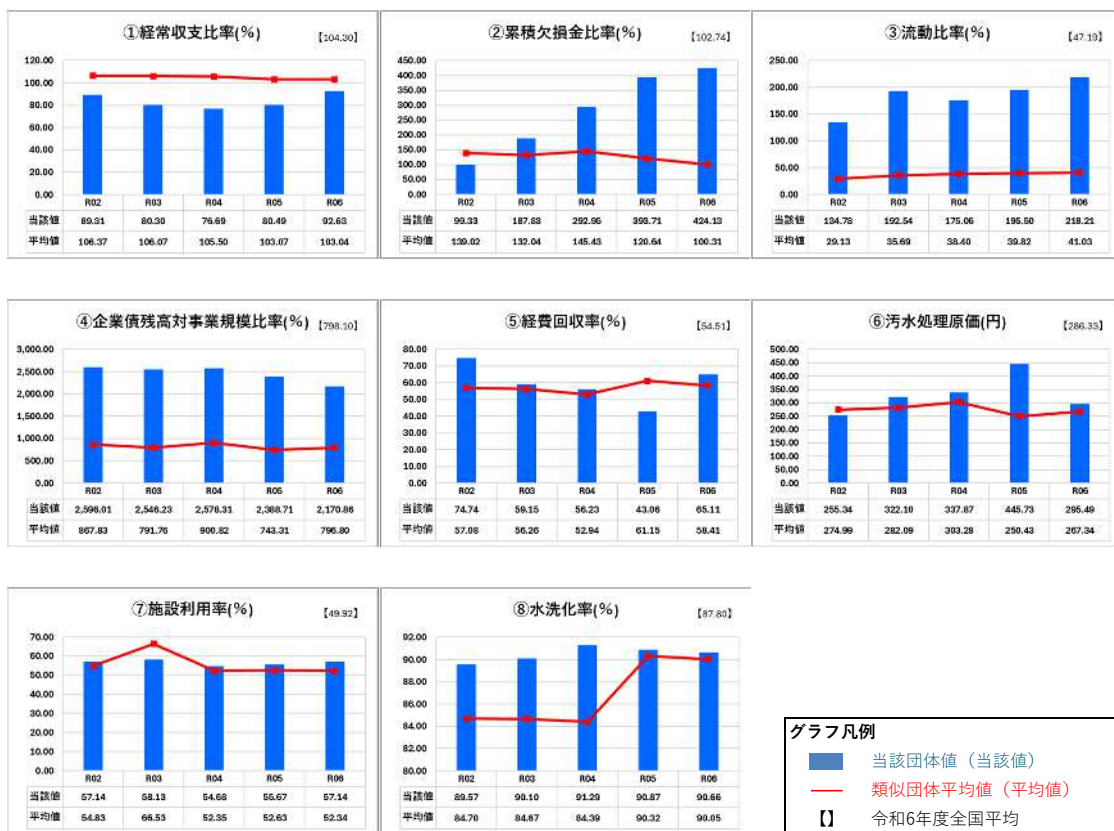 ①経常収支比率(%) 【104.30】
120.00
100.00
80.00
60.00
40.00
20.00
0.00
R02 R03 R04 R05 R06
当該値 89.31 80.30 76.69 80.49 92.63
平均値 106.37 106.07 105.50 103.07 103.04
②累積欠損金比率(%) 【102.74】
450.00
400.00
350.00
300.00
250.00
200.00
150.00
100.00
50.00
0.00
R02 R03 R04 R05 R06
当該値 99.33 187.83 292.95 393.71 424.13
平均値 139.02 132.04 145.43 120.64 100.31
③流動比率(%) 【47.19】
250.00
200.00
150.00
100.00
50.00
0.00
R02 R03 R04 R05 R06
当該値 134.78 192.54 175.06 195.50 218.21
平均値 29.13 35.69 38.40 39.82 41.03
④企業債残高対事業規模比率(%) 【798.10】
3,000.00
2,500.00
2,000.00
1,500.00
1,000.00
500.00
0.00
R02 R03 R04 R05 R06
当該値 2,596.01 2,546.23 2,578.31 2,388.71 2,170.86
平均値 867.83 791.76 900.82 743.31 796.80
⑤経費回収率(%) 【54.51】
80.00
70.00
60.00
50.00
40.00
30.00
20.00
10.00
0.00
R02 R03 R04 R05 R06
当該値 74.74 59.15 56.23 43.06 65.11
平均値 57.08 56.26 52.94 61.15 58.41
⑥汚水処理原価(円) 【286.33】
500.00
450.00
400.00
350.00
300.00
250.00
200.00
150.00
100.00
50.00
0.00
R02 R03 R04 R05 R06
当該値 255.34 322.10 337.87 445.73 295.49
平均値 274.99 282.09 303.28 250.43 267.34
⑦施設利用率(%) 【49.92】
70.00
60.00
50.00
40.00
30.00
20.00
10.00
0.00
R02 R03 R04 R05 R06
当該値 57.14 58.13 54.68 55.67 57.14
平均値 54.83 66.53 52.35 52.63 52.34
⑧水洗化率(%) 【87.80】
92.00
90.00
88.00
86.00
84.00
82.00
80.00
R02 R03 R04 R05 R06
当該値 89.57 90.10 91.29 90.87 90.66
平均値 84.70 84.67 84.39 90.32 90.05
グラフ凡例
当該団体値（当該値）
類似団体平均値（平均値）
【】 令和6年度全国平均